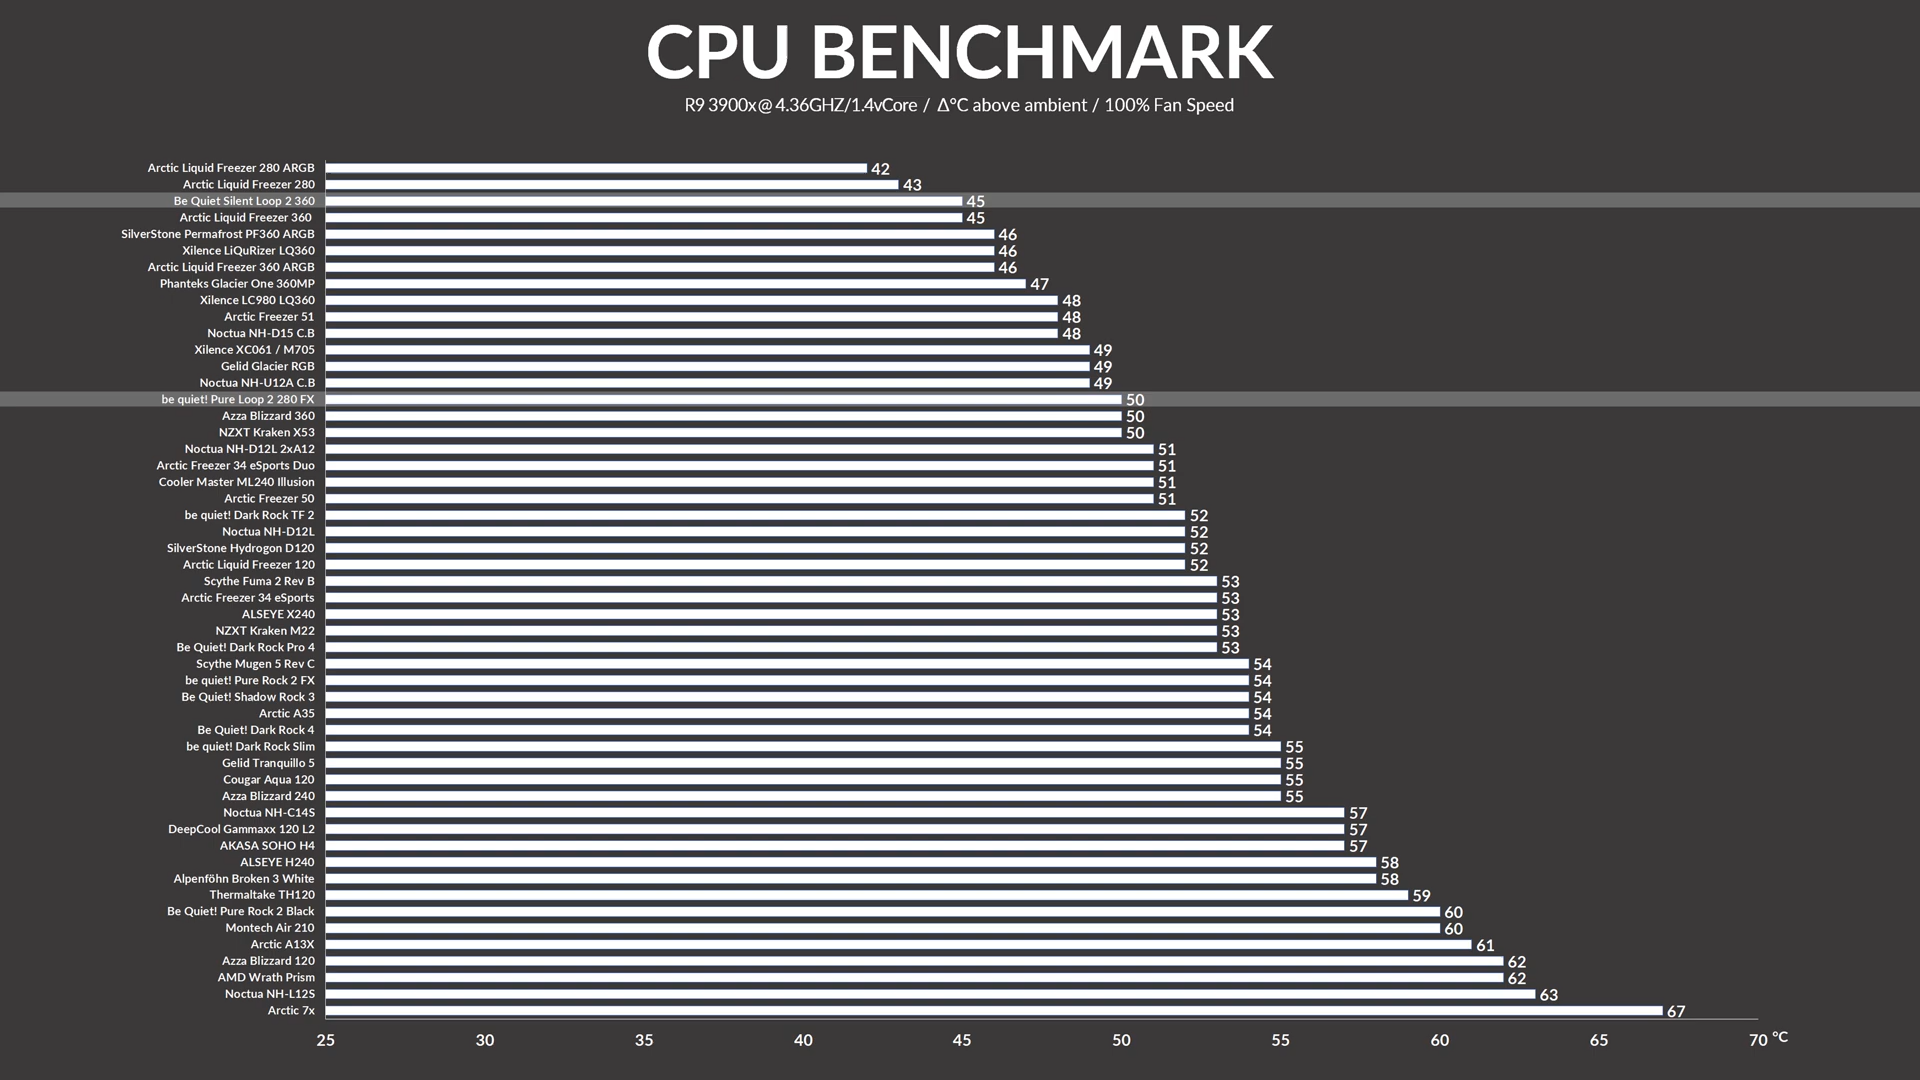 CPU BENCHMARK
R9 3900x@ 4.36GHZ/1.4vCore / Δ°C above ambient / 100% Fan Speed
Arctic Liquid Freezer 280 ARGB 42
Arctic Liquid Freezer 280 43
Be Quiet Silent Loop 2 360 45
Arctic Liquid Freezer 360 45
SilverStone Permafrost PF360 ARGB 46
Xilence LiQuRizer LQ360 46
Arctic Liquid Freezer 360 ARGB 46
Phanteks Glacier One 360MP 47
Xilence LC980 LQ360 48
Arctic Freezer 51 48
Noctua NH-D15 C.B 48
Xilence XC061 / M705 49
Gelid Glacier RGB 49
Noctua NH-U12A C.B 49
be quiet! Pure Loop 2 280 FX 50
Azza Blizzard 360 50
NZXT Kraken X53 50
Noctua NH-D12L 2xA12 51
Arctic Freezer 34 eSports Duo 51
Cooler Master ML240 Illusion 51
Arctic Freezer 50 51
be quiet! Dark Rock TF 2 52
Noctua NH-D12L 52
SilverStone Hydrogon D120 52
Arctic Liquid Freezer 120 52
Scythe Fuma 2 Rev B 53
Arctic Freezer 34 eSports 53
ALSEYE X240 53
NZXT Kraken M22 53
Be Quiet! Dark Rock Pro 4 53
Scythe Mugen 5 Rev C 54
be quiet! Pure Rock 2 FX 54
Be Quiet! Shadow Rock 3 54
Arctic A35 54
Be Quiet! Dark Rock 4 54
be quiet! Dark Rock Slim 55
Gelid Tranquillo 5 55
Cougar Aqua 120 55
Azza Blizzard 240 55
Noctua NH-C14S 57
DeepCool Gammaxx 120 L2 57
AKASA SOHO H4 57
ALSEYE H240 58
Alpenföhn Broken 3 White 58
Thermaltake TH120 59
Be Quiet! Pure Rock 2 Black 60
Montech Air 210 60
Arctic A13X 61
Azza Blizzard 120 62
AMD Wrath Prism 62
Noctua NH-L12S 63
Arctic 7x 67
25 30 35 40 45 50 55 60 65 70 °C